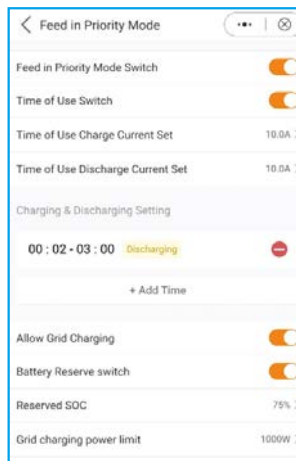 Feed in Priority Mode
Feed in Priority Mode Switch
Time of Use Switch
Time of Use Charge Current Set 10.0A
Time of Use Discharge Current Set 10.0A
Charging & Discharging Setting
00 : 02 - 03 : 00 Discharging
+ Add Time
Allow Grid Charging
Battery Reserve switch
Reserved SOC 75%
Grid charging power limit 1000W